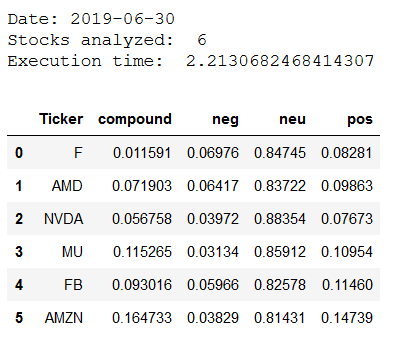 Date: 2019-06-30
Stocks analyzed:  6
Execution time:  2.2130682468414307
Ticker compound neg neu pos
0 F 0.011591 0.06976 0.84745 0.08281
1 AMD 0.071903 0.06417 0.83722 0.09863
2 NVDA 0.056758 0.03972 0.88354 0.07673
3 MU 0.115265 0.03134 0.85912 0.10954
4 FB 0.093016 0.05966 0.82578 0.11460
5 AMZN 0.164733 0.03829 0.81431 0.14739